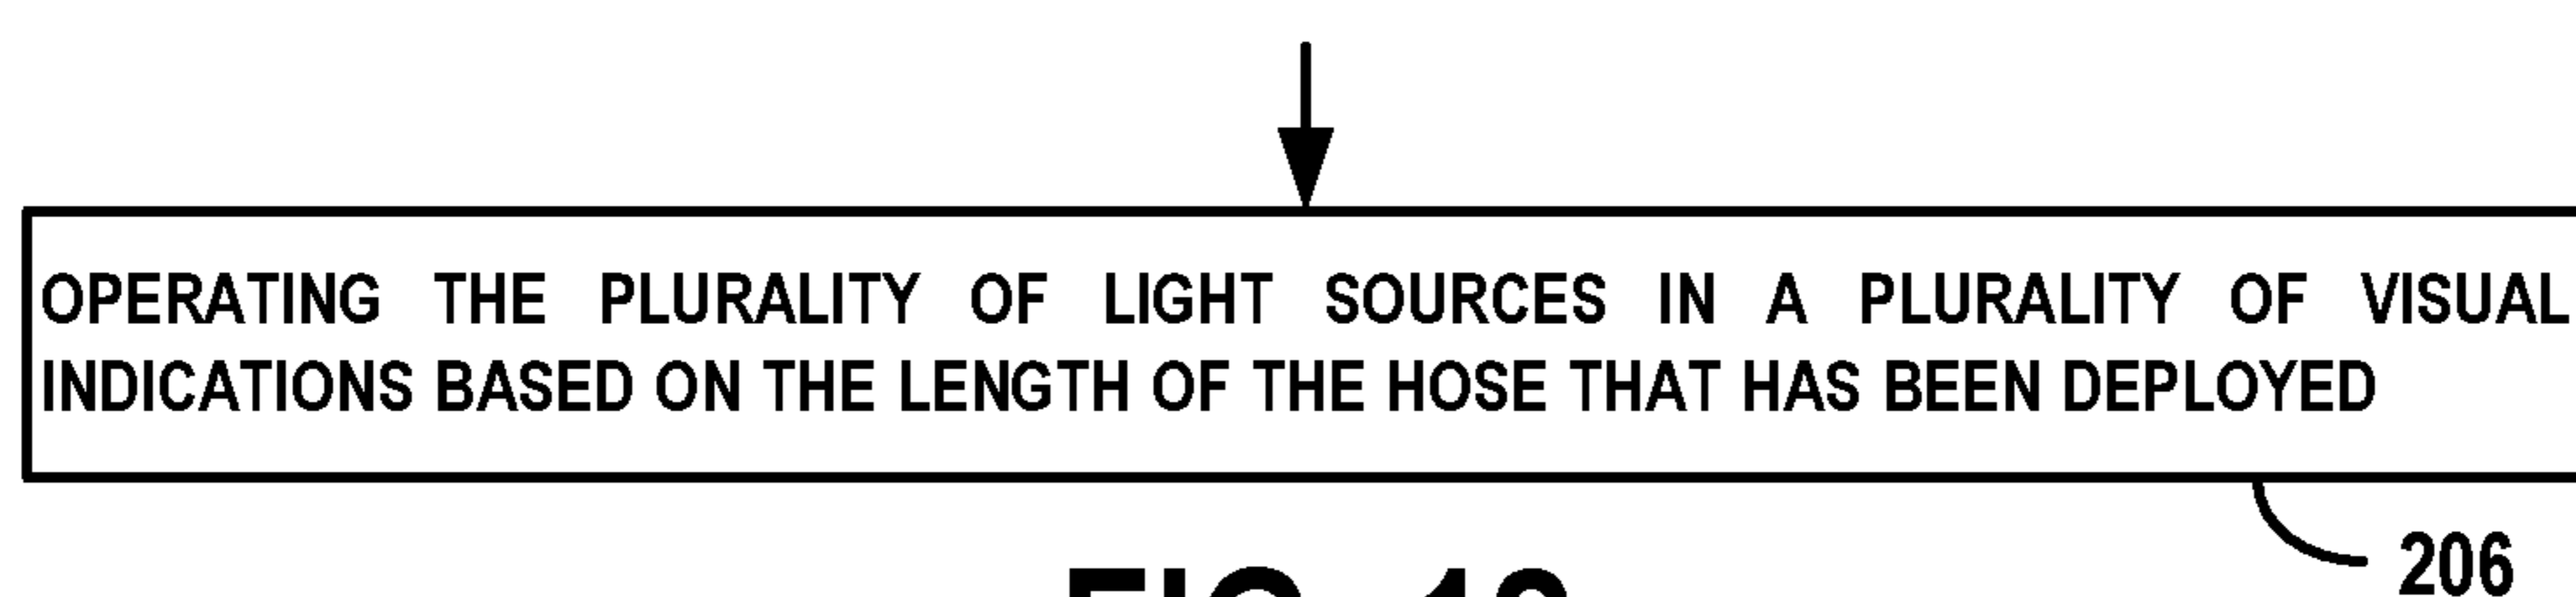 OPERATING THE PLURALITY OF LIGHT SOURCES IN A PLURALITY OF VISUAL
INDICATIONS BASED ON THE LENGTH OF THE HOSE THAT HAS BEEN DEPLOYED
206